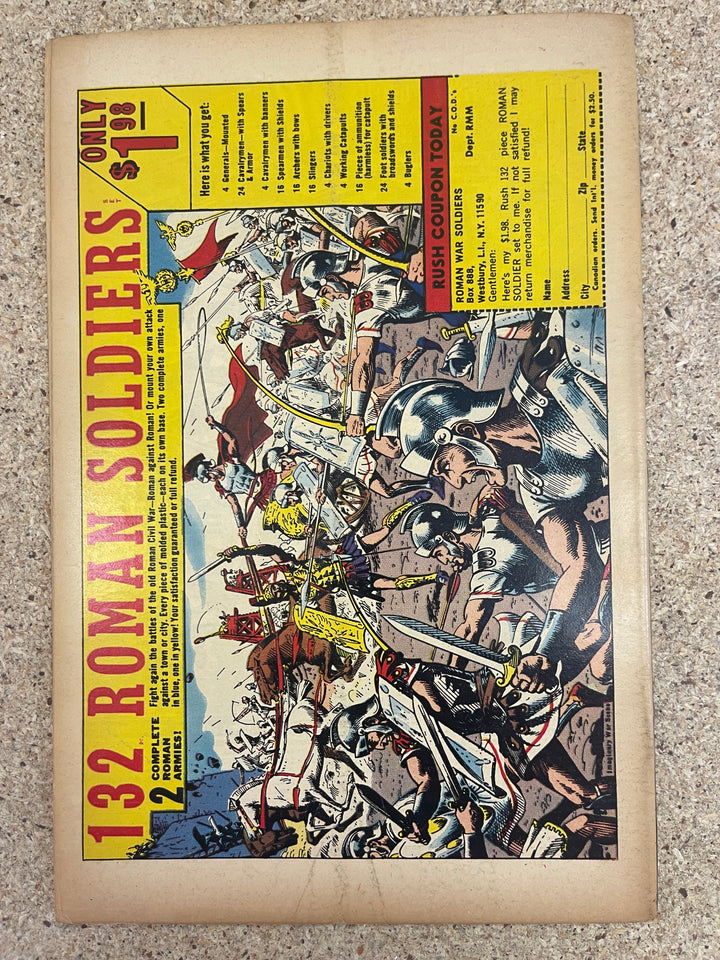 132 PC. ROMAN SOLDIERS SET
ONLY
$1.98
2 COMPLETE
ROMAN
ARMIES!
Fight again the battles of the old Roman Civil War—Roman against Roman! Or mount your own attack
against a town or city. Every piece of molded plastic—each on its own base. Two complete armies, one
in blue, one in yellow! Your satisfaction guaranteed or full refund.
Here is what you get:
4 Generals—Mounted
24 Cavalrymen—with Spears
& Armor
4 Cavalrymen with banners
16 Spearmen with Shields
16 Archers with bows
16 Slingers
4 Chariots with drivers
4 Working Catapults
16 Pieces of ammunition
(harmless) for catapult
24 Foot soldiers with
broadswords and shields
4 Buglers
RUSH COUPON TODAY
No C.O.D.'s
ROMAN WAR SOLDIERS
Box 888, Dept. RMM
Westbury, L.I., N.Y. 11590
Gentlemen:
Here's my $1.98. Rush 132 piece ROMAN
SOLDIER set to me. If not satisfied I may
return merchandise for full refund!
Name
Address
City Zip State
Canadian orders. Send Int'l. money orders for $2.50.
Imaginary War Scene